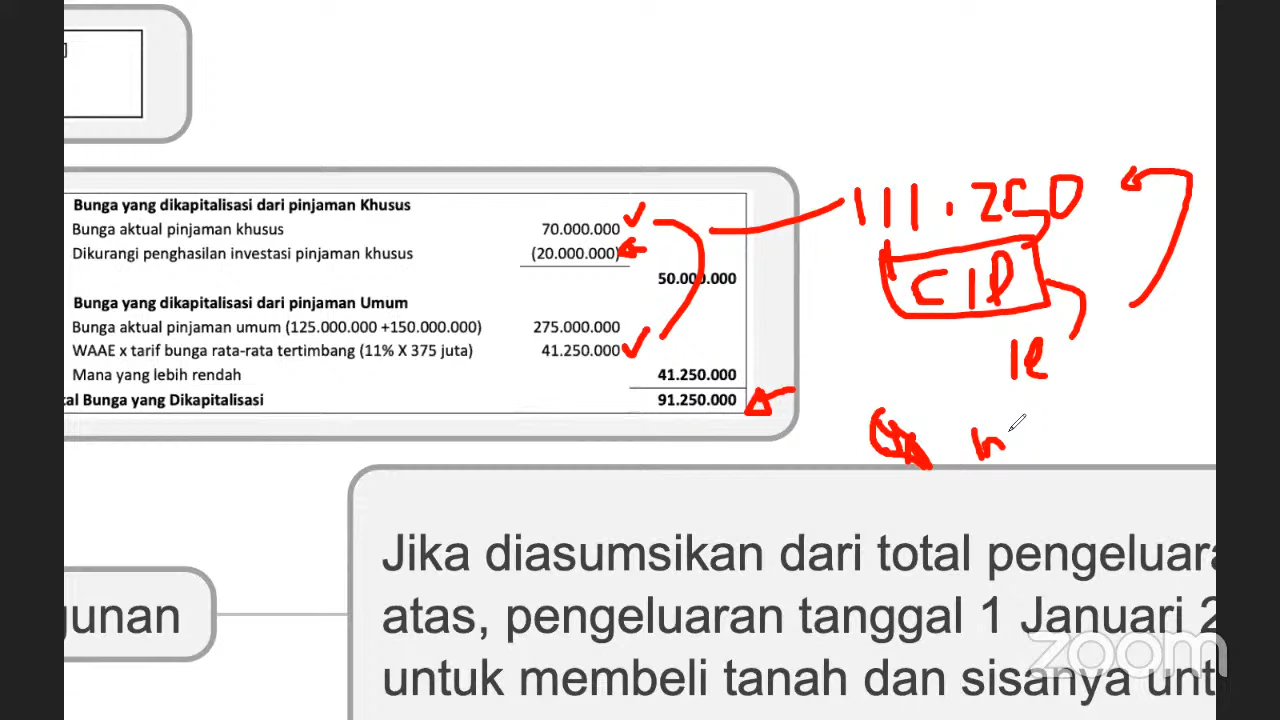 Bunga yang dikapitalisasi dari pinjaman Khusus
Bunga aktual pinjaman khusus 70.000.000
Dikurangi penghasilan investasi pinjaman khusus (20.000.000)
50.000.000
Bunga yang dikapitalisasi dari pinjaman Umum
Bunga aktual pinjaman umum (125.000.000 +150.000.000) 275.000.000
WAAE x tarif bunga rata-rata tertimbang (11% X 375 juta) 41.250.000
Mana yang lebih rendah 41.250.000
tal Bunga yang Dikapitalisasi 91.250.000
111.250
CIP
IE
In
Jika diasumsikan dari total pengeluara
gunan
atas, pengeluaran tanggal 1 Januari 2
untuk membeli tanah dan sisanya unt
zoom